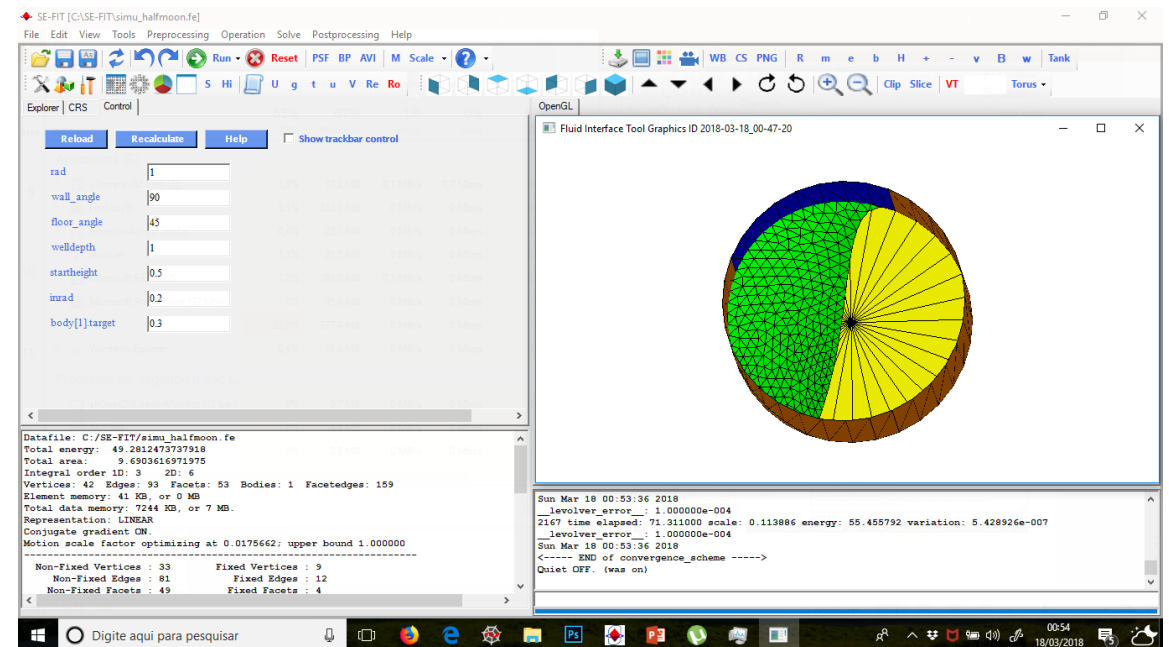 SE-FIT [C:\SE-FIT\simu_halfmoon.fe]
File Edit View Tools Preprocessing Operation Solve Postprocessing Help
Run Reset PSF BP AVI M Scale ? WB CS PNG R m e b H + - v B w Tank
S Hi U g t u V Re Ro Clip Slice VT Torus
Explorer CRS Control
OpenGL
Reload Recalculate Help Show trackbar control
Fluid Interface Tool Graphics ID 2018-03-18_00-47-20
rad 1
wall_angle 90
floor_angle 45
welldepth 1
startheight 0.5
inrad 0.2
body[1].target 0.3
Datafile: C:/SE-FIT/simu_halfmoon.fe
Total energy: 49.2812473737918
Total area: 9.6903616971975
Integral order 1D: 3 2D: 6
Vertices: 42 Edges: 93 Facets: 53 Bodies: 1 Facetedges: 159
Element memory: 41 KB, or 0 MB
Total data memory: 7244 KB, or 7 MB.
Representation: LINEAR
Conjugate gradient ON.
Motion scale factor optimizing at 0.0175662; upper bound 1.000000
------------------------------------------------------------
Non-Fixed Vertices : 33 Fixed Vertices : 9
Non-Fixed Edges : 81 Fixed Edges : 12
Non-Fixed Facets : 49 Fixed Facets : 4
Sun Mar 18 00:53:36 2018
__levolver_error__: 1.000000e-004
2167 time elapsed: 71.311000 scale: 0.113886 energy: 55.455792 variation: 5.428926e-007
__levolver_error__: 1.000000e-004
Sun Mar 18 00:53:36 2018
<----- END of convergence_scheme ----->
Quiet OFF. (was on)
Digite aqui para pesquisar
Ps
00:54
18/03/2018
5